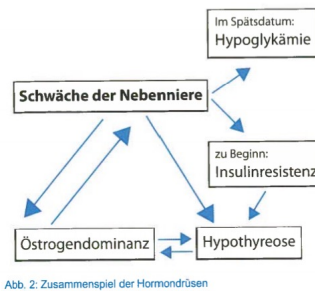 Im Spätsdatum:
Hypoglykämie
Schwäche der Nebenniere
zu Beginn:
Insulinresistenz
Östrogendominanz
Hypothyreose
Abb. 2: Zusammenspiel der Hormondrüsen